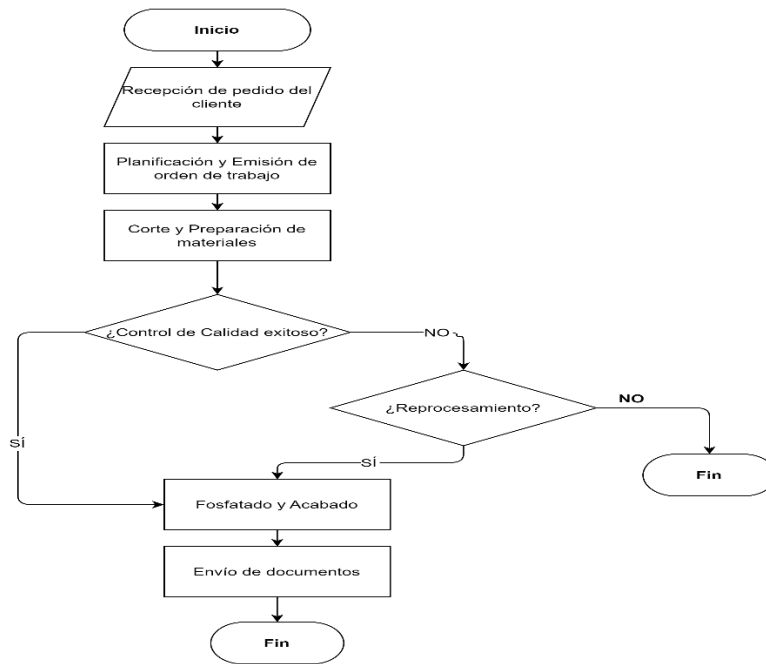 Inicio
Recepción de pedido del
cliente
Planificación y Emisión de
orden de trabajo
Corte y Preparación de
materiales
¿Control de Calidad exitoso?
NO
¿Reprocesamiento?
NO
SÍ
SÍ
Fin
Fosfatado y Acabado
Envío de documentos
Fin